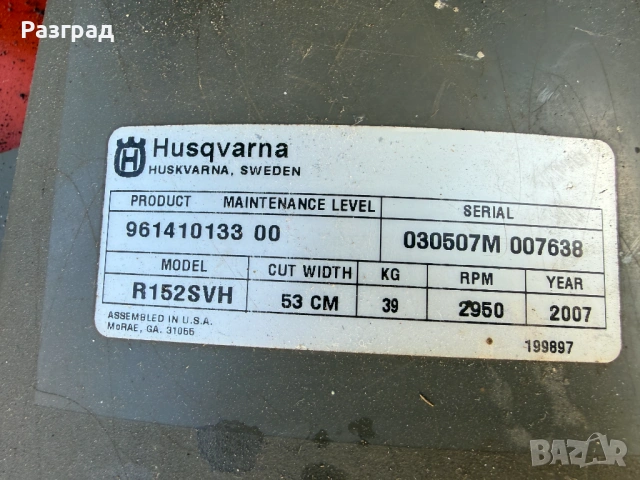 Разград
Husqvarna
HUSKVARNA, SWEDEN
PRODUCT MAINTENANCE LEVEL SERIAL
961410133 00 030507M 007638
MODEL CUT WIDTH KG RPM YEAR
R152SVH 53 CM 39 2950 2007
ASSEMBLED IN U.S.A.
McRAE, GA. 31055
199897
BAZAR